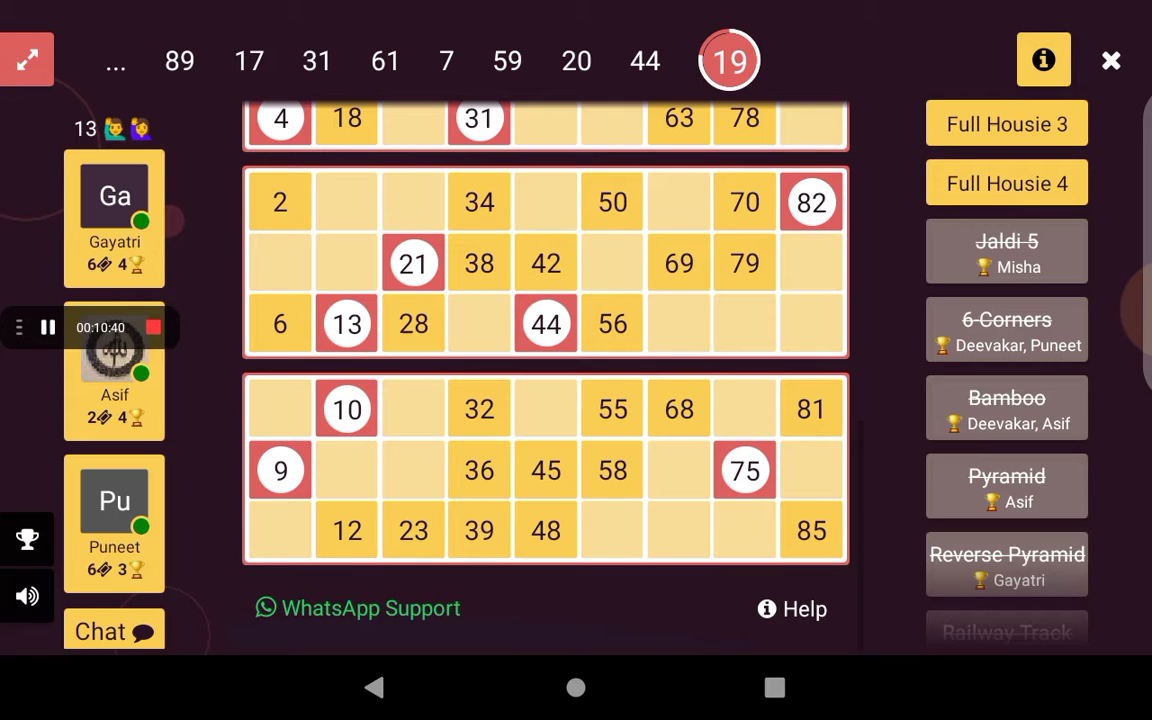 ... 89 17 31 61 7 59 20 44 19
13
Ga
Gayatri
6 4
Asif
2 4
Pu
Puneet
6 3
Chat
00:10:40
4 18 31 63 78
2 34 50 70 82
21 38 42 69 79
6 13 28 44 56
10 32 55 68 81
9 36 45 58 75
12 23 39 48 85
WhatsApp Support
Help
Full Housie 3
Full Housie 4
Jaldi 5
Misha
6 Corners
Deevakar, Puneet
Bamboo
Deevakar, Asif
Pyramid
Asif
Reverse Pyramid
Gayatri
Railway Track